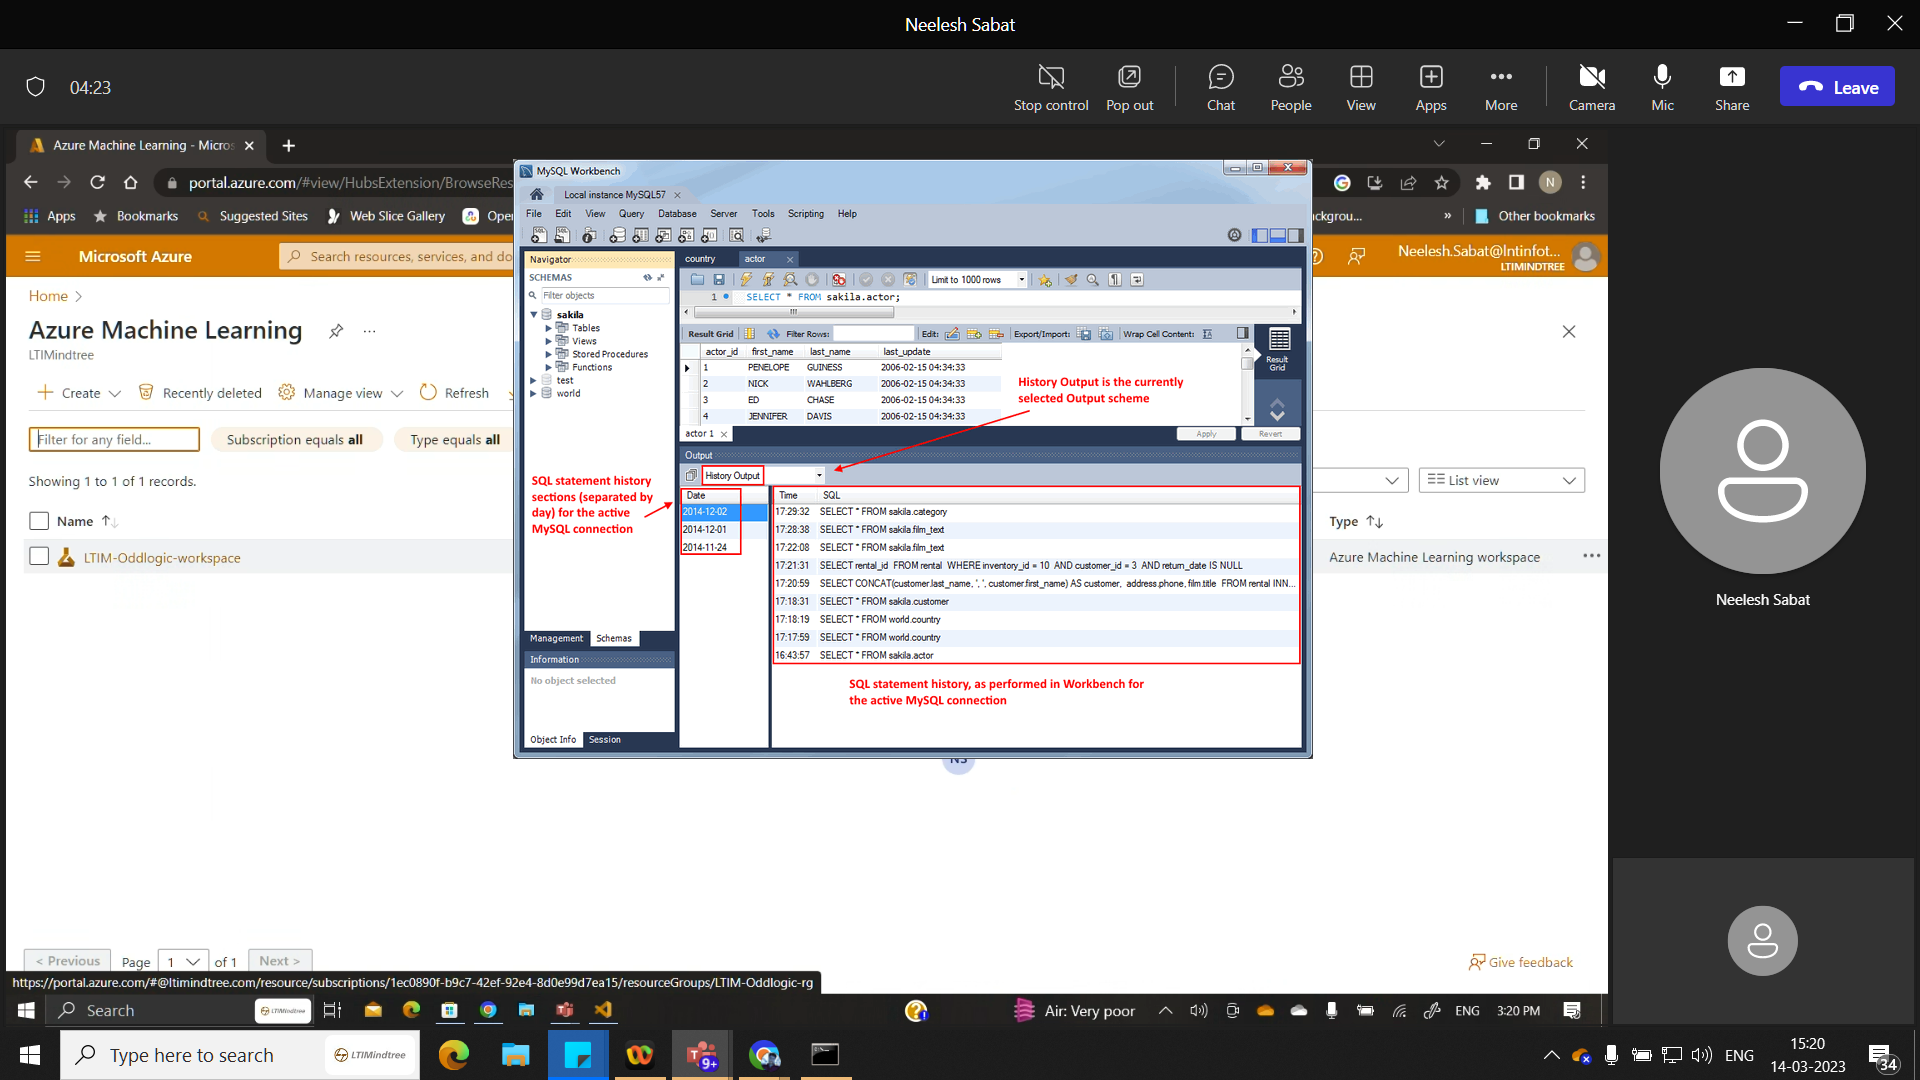 Neelesh Sabat
04:23
Stop control
Pop out
Chat
People
View
Apps
More
Camera
Mic
Share
Leave
Azure Machine Learning - Micros
portal.azure.com/#view/HubsExtension/BrowseRes
N
Apps
Bookmarks
Suggested Sites
Web Slice Gallery
Open
ckgrou...
»
Other bookmarks
Microsoft Azure
Search resources, services, and do
Neelesh.Sabat@lntinfot...
LTIMINDTREE
Home >
Azure Machine Learning
...
LTIMindtree
Create
Recently deleted
Manage view
Refresh
Filter for any field...
Subscription equals all
Type equals all
Showing 1 to 1 of 1 records.
List view
Name
Type
LTIM-Oddlogic-workspace
Azure Machine Learning workspace
...
MySQL Workbench
Local instance MySQL57
File Edit View Query Database Server Tools Scripting Help
Navigator
SCHEMAS
Filter objects
sakila
Tables
Views
Stored Procedures
Functions
test
world
Management
Schemas
Information
No object selected
Object Info
Session
country
actor
Limit to 1000 rows
1 SELECT * FROM sakila.actor;
Result Grid
Filter Rows:
Edit:
Export/Import:
Wrap Cell Content:
Result
Grid
actor_id first_name last_name last_update
1 PENELOPE GUINESS 2006-02-15 04:34:33
2 NICK WAHLBERG 2006-02-15 04:34:33
3 ED CHASE 2006-02-15 04:34:33
4 JENNIFER DAVIS 2006-02-15 04:34:33
History Output is the currently
selected Output scheme
actor 1
Apply
Revert
Output
History Output
SQL statement history
sections (separated by
day) for the active
MySQL connection
Date
2014-12-02
2014-12-01
2014-11-24
Time SQL
17:29:32 SELECT * FROM sakila.category
17:28:38 SELECT * FROM sakila.film_text
17:22:08 SELECT * FROM sakila.film_text
17:21:31 SELECT rental_id FROM rental WHERE inventory_id = 10 AND customer_id = 3 AND return_date IS NULL
17:20:59 SELECT CONCAT(customer.last_name, ', ', customer.first_name) AS customer, address.phone, film.title FROM rental INN...
17:18:31 SELECT * FROM sakila.customer
17:18:19 SELECT * FROM world.country
17:17:59 SELECT * FROM world.country
16:43:57 SELECT * FROM sakila.actor
SQL statement history, as performed in Workbench for
the active MySQL connection
NS
Neelesh Sabat
< Previous
Page 1 of 1
Next >
Give feedback
https://portal.azure.com/#@ltimindtree.com/resource/subscriptions/1ec0890f-b9c7-42ef-92e4-8d0e99d7ea15/resourceGroups/LTIM-Oddlogic-rg
Search
LTIMindtree
Air: Very poor
ENG
3:20 PM
Type here to search
LTIMindtree
9+
ENG
15:20
14-03-2023
34